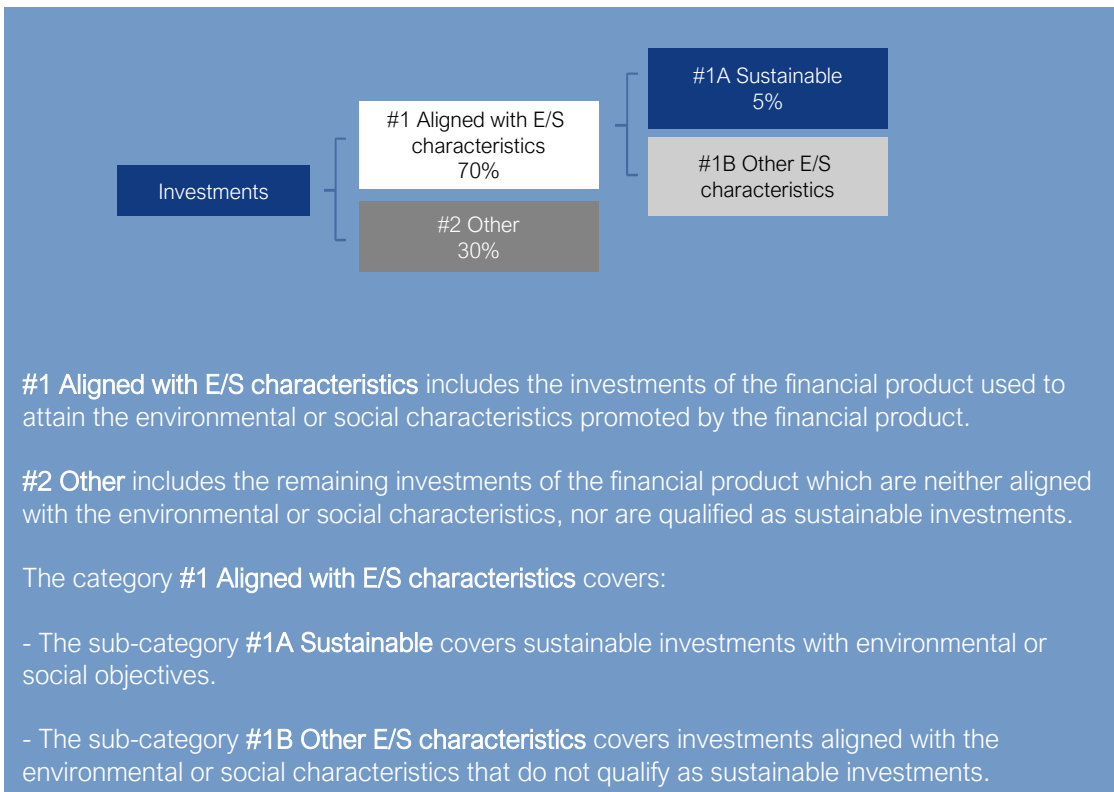 #1A Sustainable
5%
#1 Aligned with E/S
characteristics
70%
#1B Other E/S
characteristics
Investments
#2 Other
30%
#1 Aligned with E/S characteristics includes the investments of the financial product used to
attain the environmental or social characteristics promoted by the financial product.
#2 Other includes the remaining investments of the financial product which are neither aligned
with the environmental or social characteristics, nor are qualified as sustainable investments.
The category #1 Aligned with E/S characteristics covers:
- The sub-category #1A Sustainable covers sustainable investments with environmental or
social objectives.
- The sub-category #1B Other E/S characteristics covers investments aligned with the
environmental or social characteristics that do not qualify as sustainable investments.